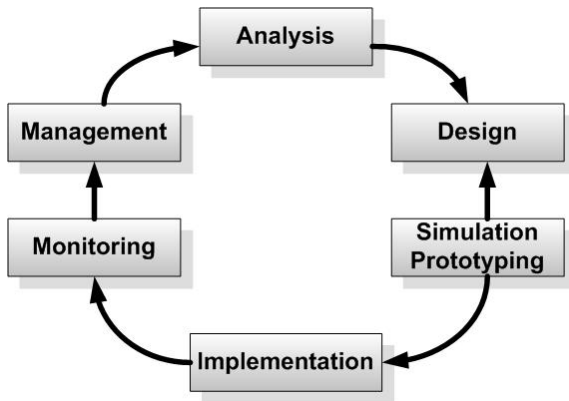 Analysis
Management
Design
Monitoring
Simulation
Prototyping
Implementation